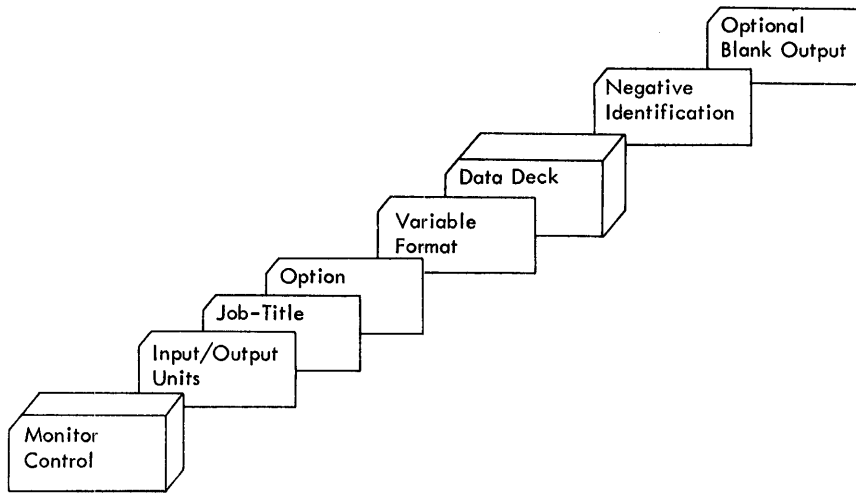 Optional
Blank Output
Negative
Identification
Data Deck
Variable
Format
Option
Job-Title
Input/Output
Units
Monitor
Control